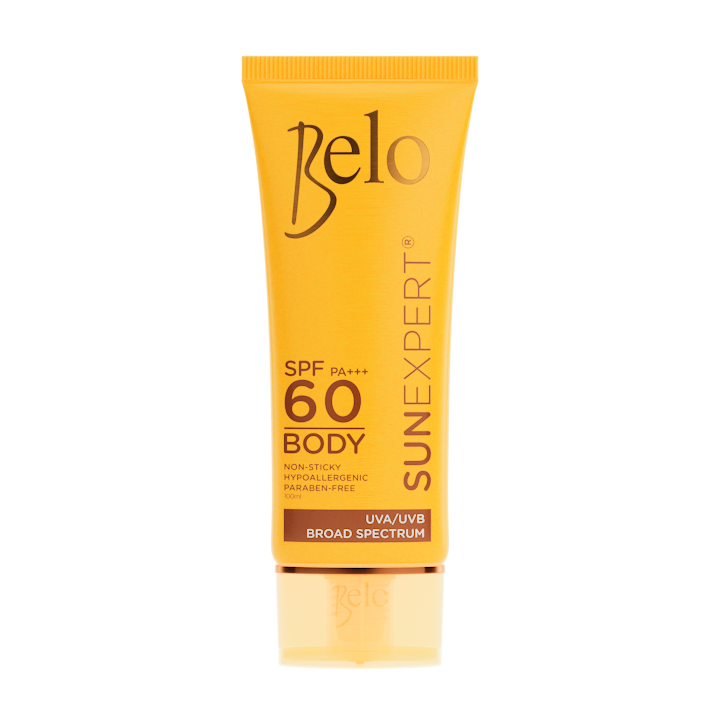 Belo
SUNEXPERT®
SPF PA+++
60
BODY
NON-STICKY
HYPOALLERGENIC
PARABEN-FREE
100ml
UVA/UVB
BROAD SPECTRUM
Belo